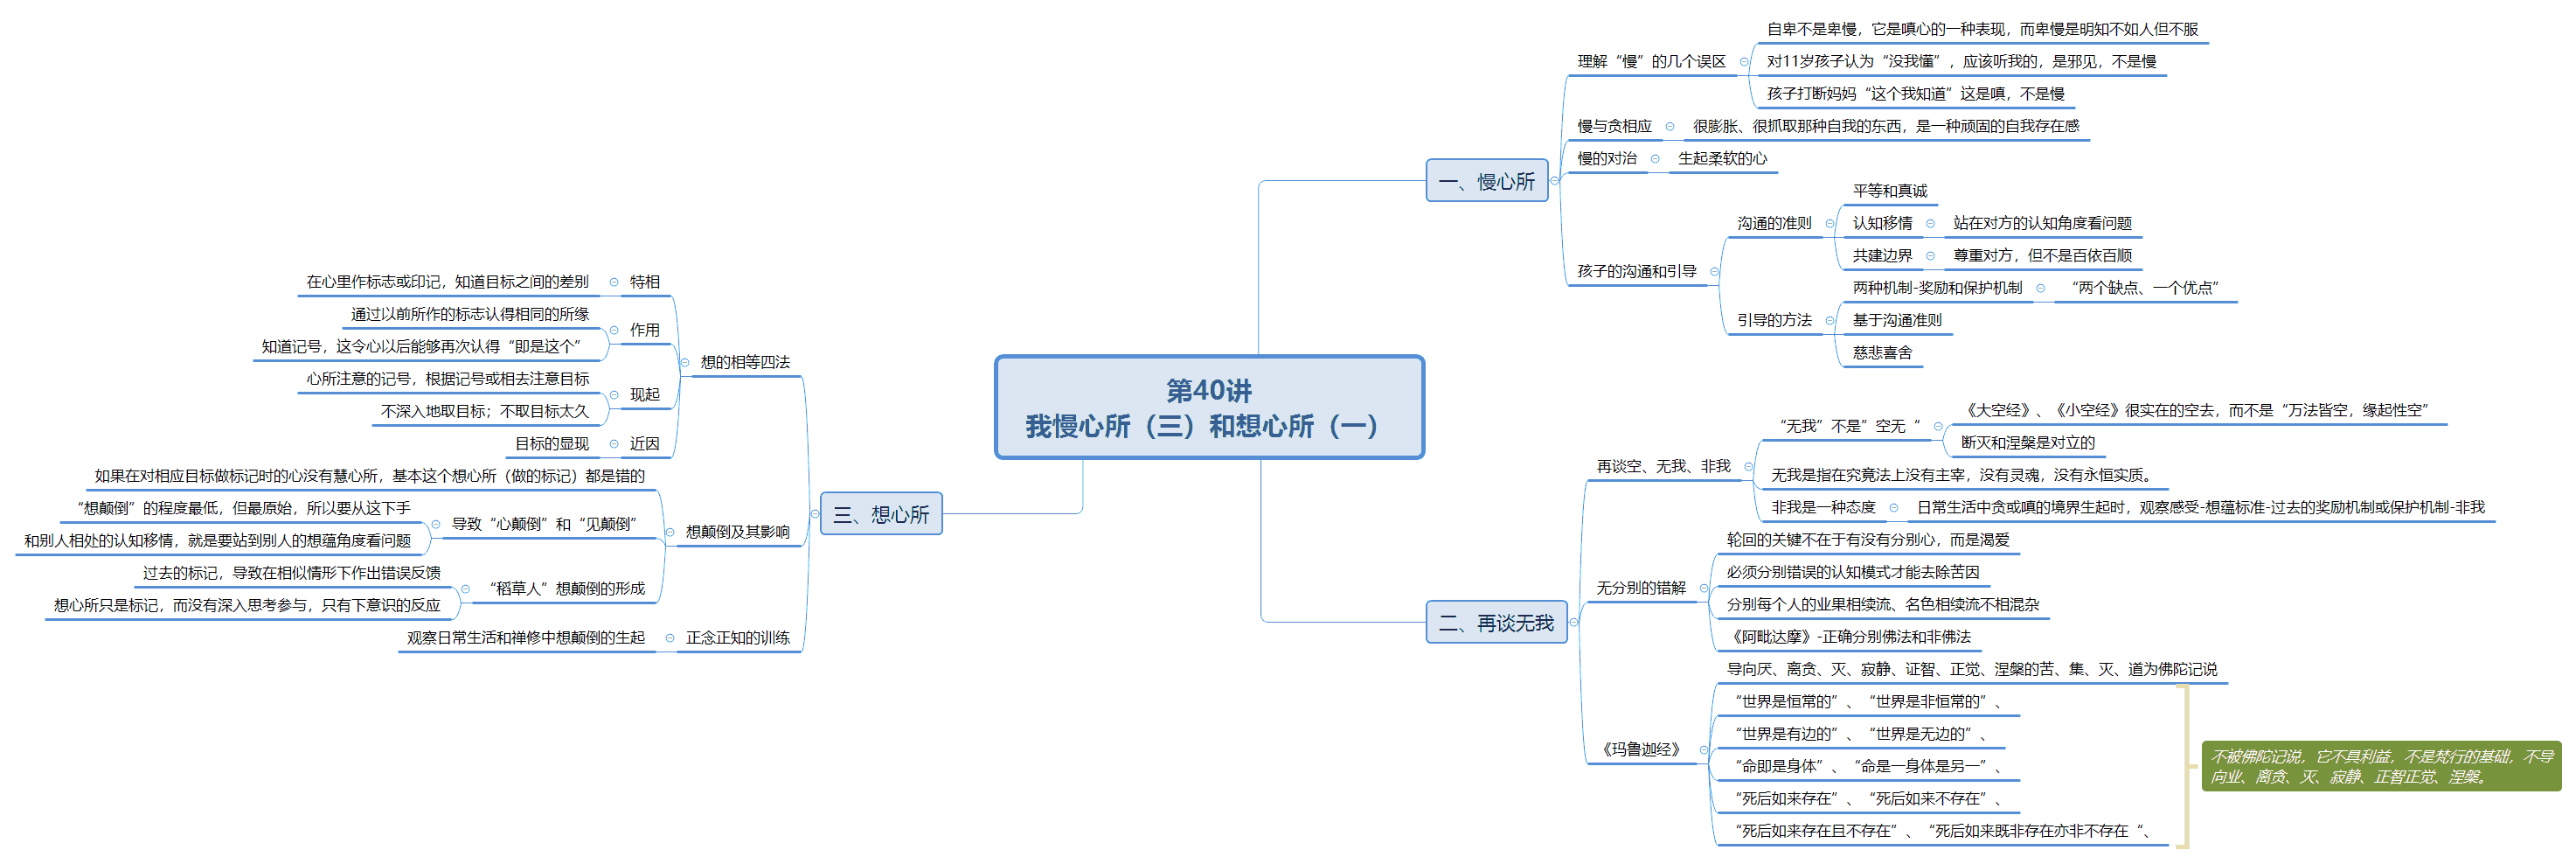 第40讲
我慢心所（三）和想心所（一）
一、慢心所
理解“慢”的几个误区
自卑不是卑慢，它是嗔心的一种表现，而卑慢是明知不如人但不服
对11岁孩子认为“没我懂”，应该听我的，是邪见，不是慢
孩子打断妈妈“这个我知道”这是嗔，不是慢
慢与贪相应
很膨胀、很抓取那种自我的东西，是一种顽固的自我存在感
慢的对治
生起柔软的心
孩子的沟通和引导
沟通的准则
平等和真诚
认知移情
站在对方的认知角度看问题
共建边界
尊重对方，但不是百依百顺
引导的方法
两种机制-奖励和保护机制
“两个缺点、一个优点”
基于沟通准则
慈悲喜舍
二、再谈无我
再谈空、无我、非我
“无我”不是”空无“
《大空经》、《小空经》很实在的空去，而不是“万法皆空，缘起性空”
断灭和涅槃是对立的
无我是指在究竟法上没有主宰，没有灵魂，没有永恒实质。
非我是一种态度
日常生活中贪或嗔的境界生起时，观察感受-想蕴标准-过去的奖励机制或保护机制-非我
无分别的错解
轮回的关键不在于有没有分别心，而是渴爱
必须分别错误的认知模式才能去除苦因
分别每个人的业果相续流、名色相续流不相混杂
《阿毗达摩》-正确分别佛法和非佛法
《玛鲁迦经》
导向厌、离贪、灭、寂静、证智、正觉、涅槃的苦、集、灭、道为佛陀记说
“世界是恒常的”、“世界是非恒常的”、
“世界是有边的”、“世界是无边的”、
“命即是身体”、“命是一身体是另一”、
“死后如来存在”、“死后如来不存在”、
“死后如来存在且不存在”、“死后如来既非存在亦非不存在“、
不被佛陀记说，它不具利益，不是梵行的基础，不导
向业、离贪、灭、寂静、正智正觉、涅槃。
三、想心所
想的相等四法
特相
在心里作标志或印记，知道目标之间的差别
作用
通过以前所作的标志认得相同的所缘
知道记号，这令心以后能够再次认得“即是这个”
现起
心所注意的记号，根据记号或相去注意目标
不深入地取目标；不取目标太久
近因
目标的显现
想颠倒及其影响
如果在对相应目标做标记时的心没有慧心所，基本这个想心所（做的标记）都是错的
导致“心颠倒”和“见颠倒”
“想颠倒”的程度最低，但最原始，所以要从这下手
和别人相处的认知移情，就是要站到别人的想蕴角度看问题
“稻草人”想颠倒的形成
过去的标记，导致在相似情形下作出错误反馈
想心所只是标记，而没有深入思考参与，只有下意识的反应
正念正知的训练
观察日常生活和禅修中想颠倒的生起